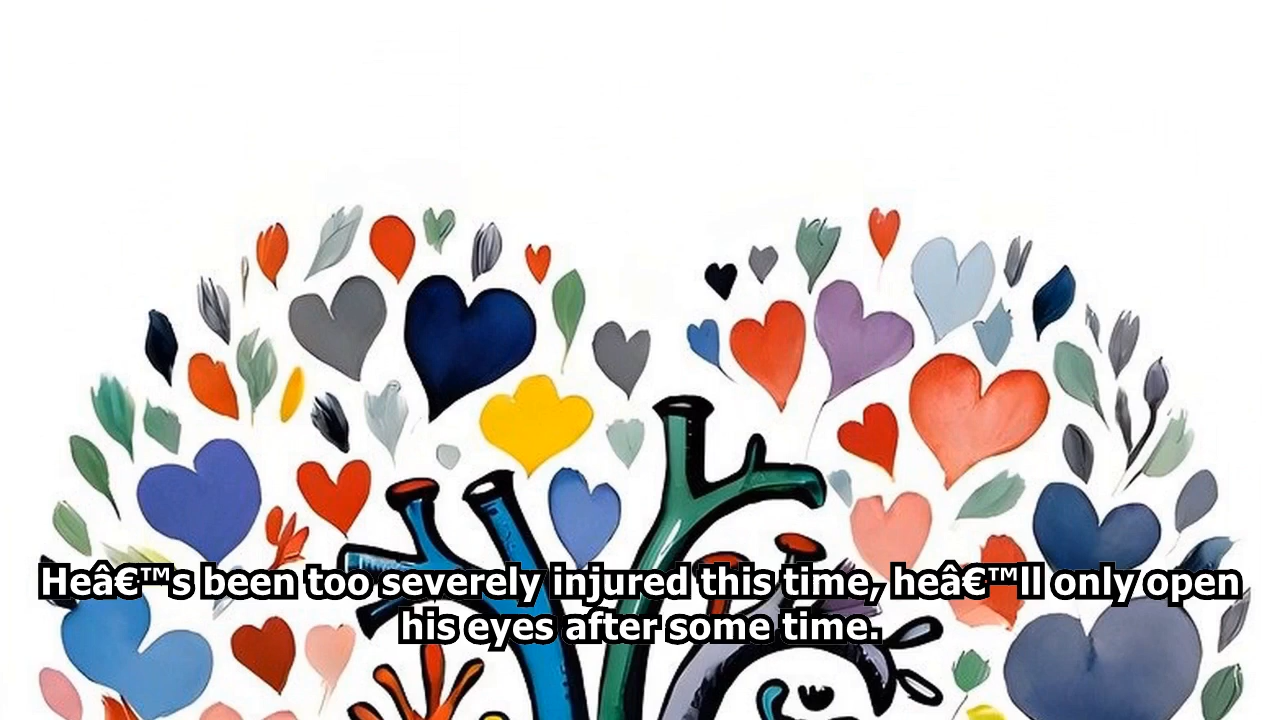 Heâ€™s been too severely injured this time, heâ€™ll only open
his eyes after some time.